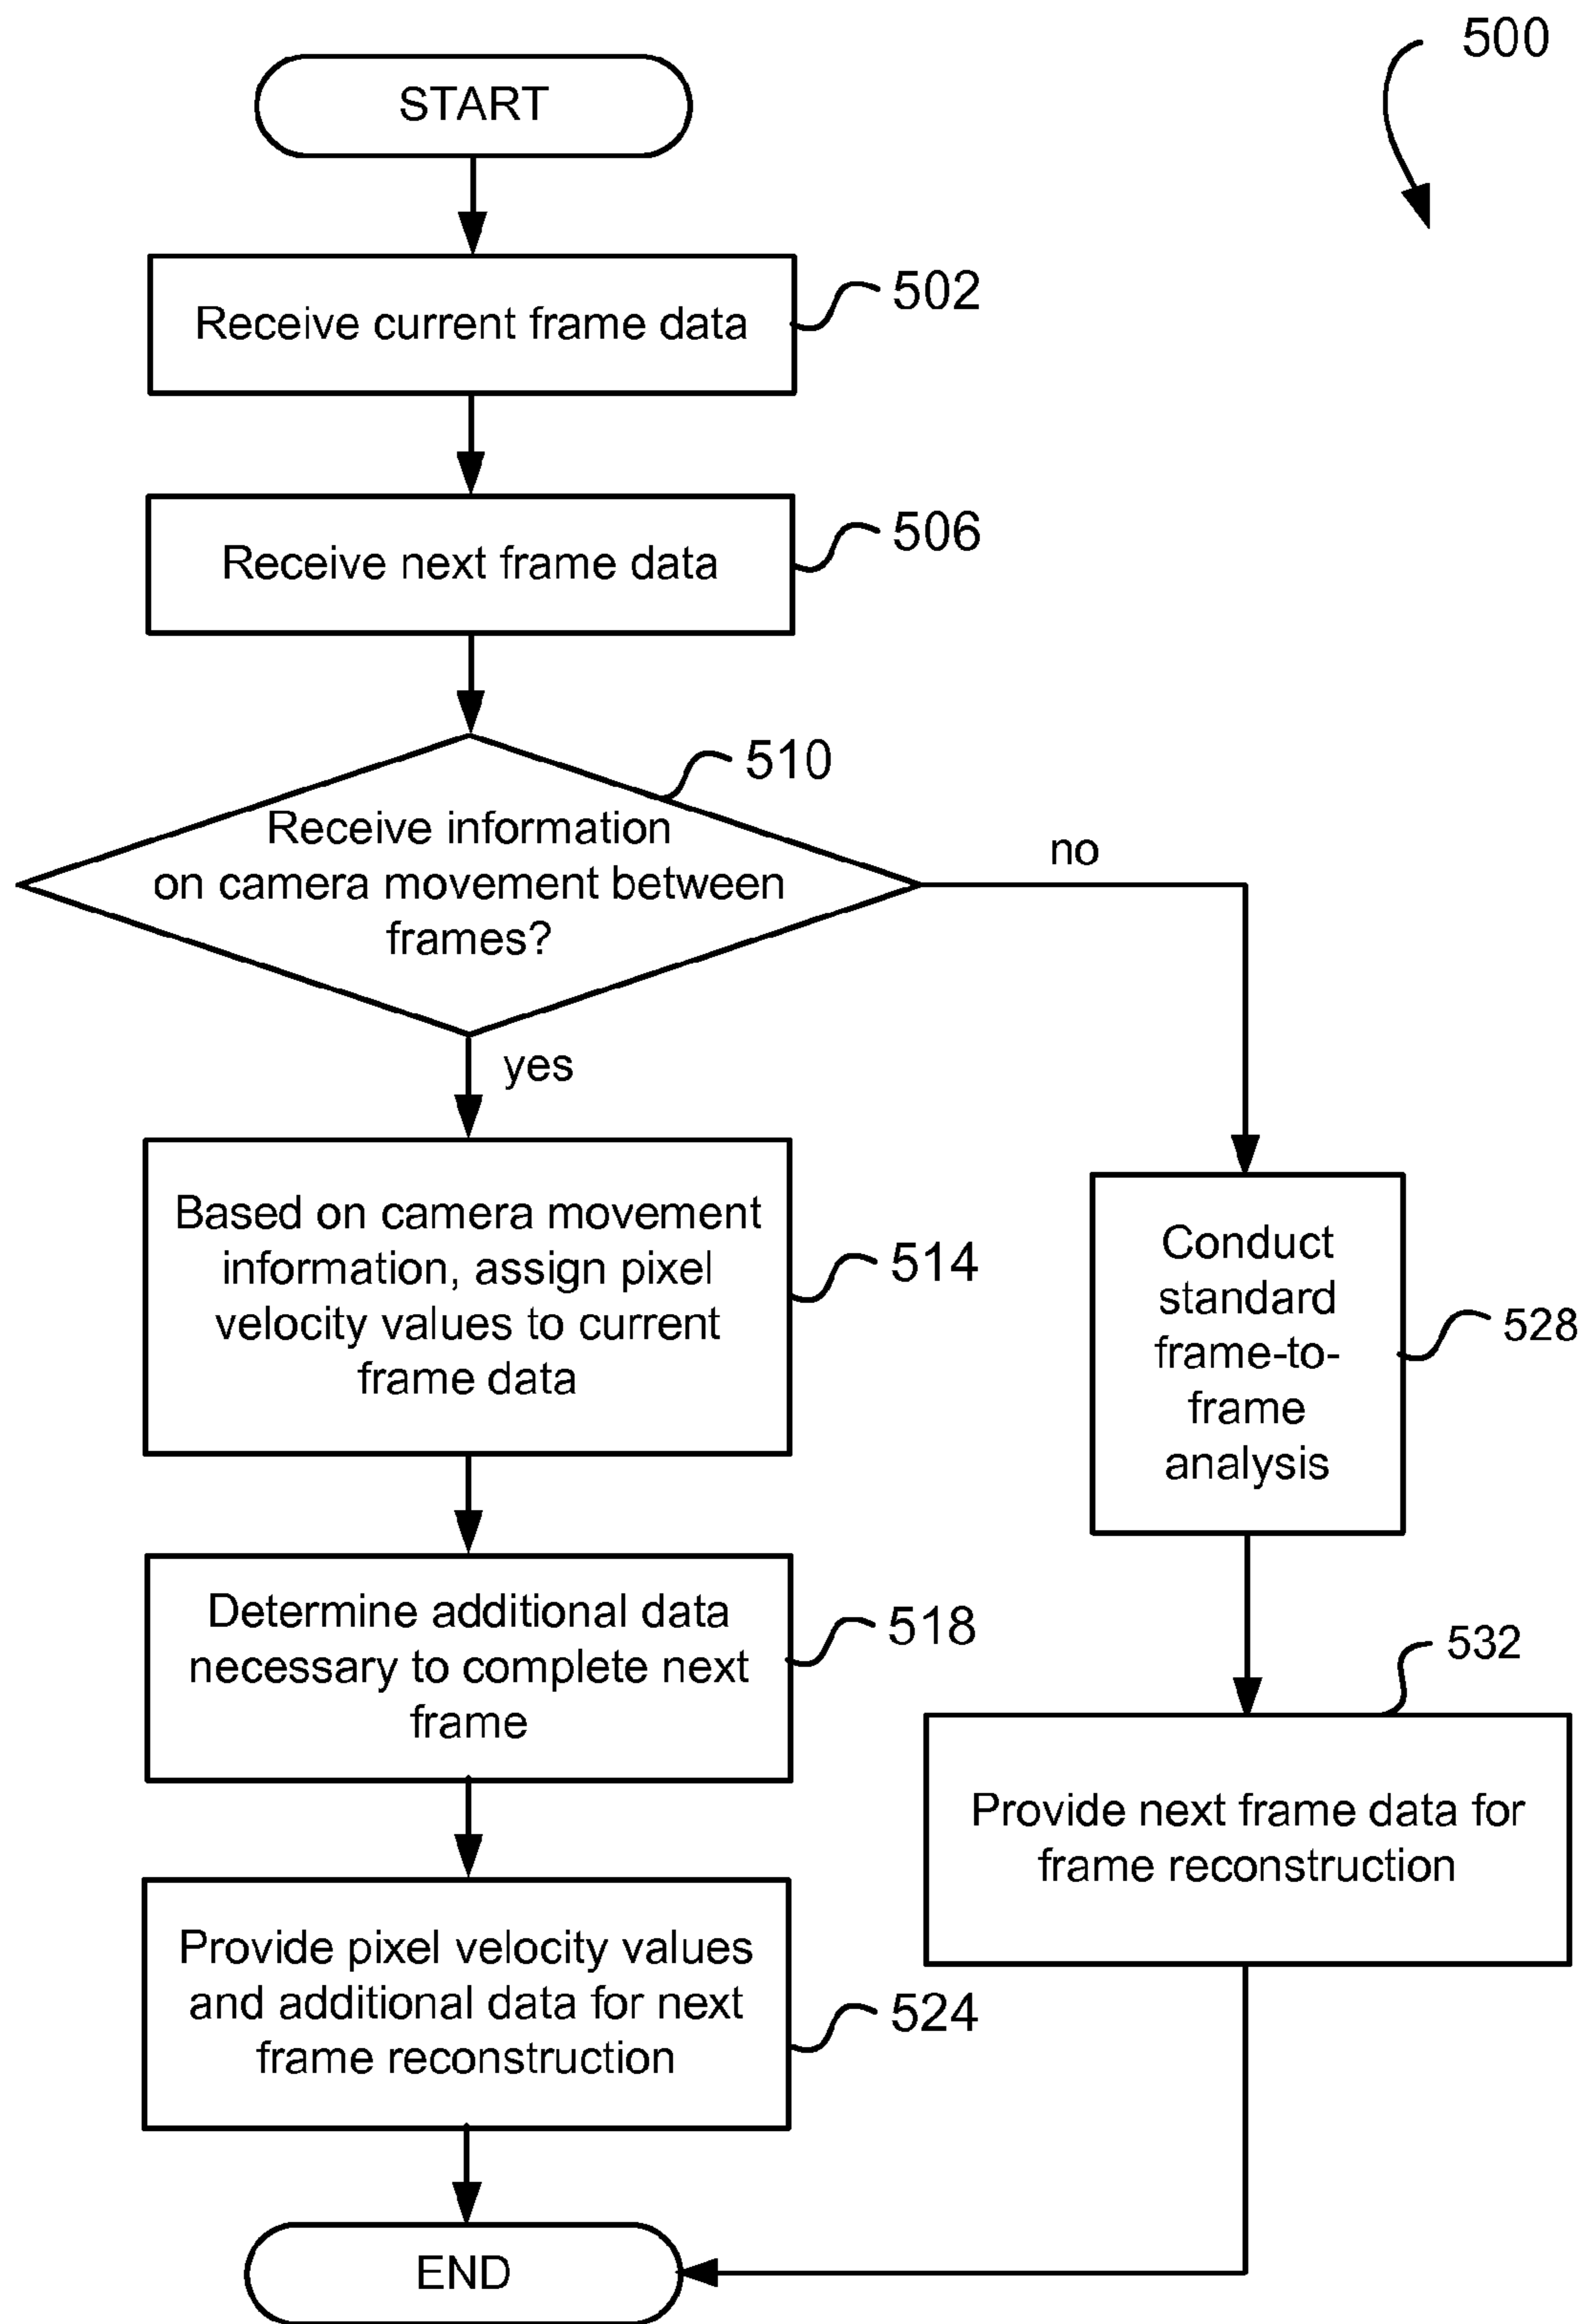 500
START
Receive current frame data
502
Receive next frame data
506
510
Receive information
on camera movement between
frames?
no
yes
Based on camera movement
information, assign pixel
velocity values to current
frame data
514
Conduct
standard
frame-to-
frame
analysis
528
Determine additional data
necessary to complete next
frame
518
532
Provide next frame data for
frame reconstruction
Provide pixel velocity values
and additional data for next
frame reconstruction
524
END